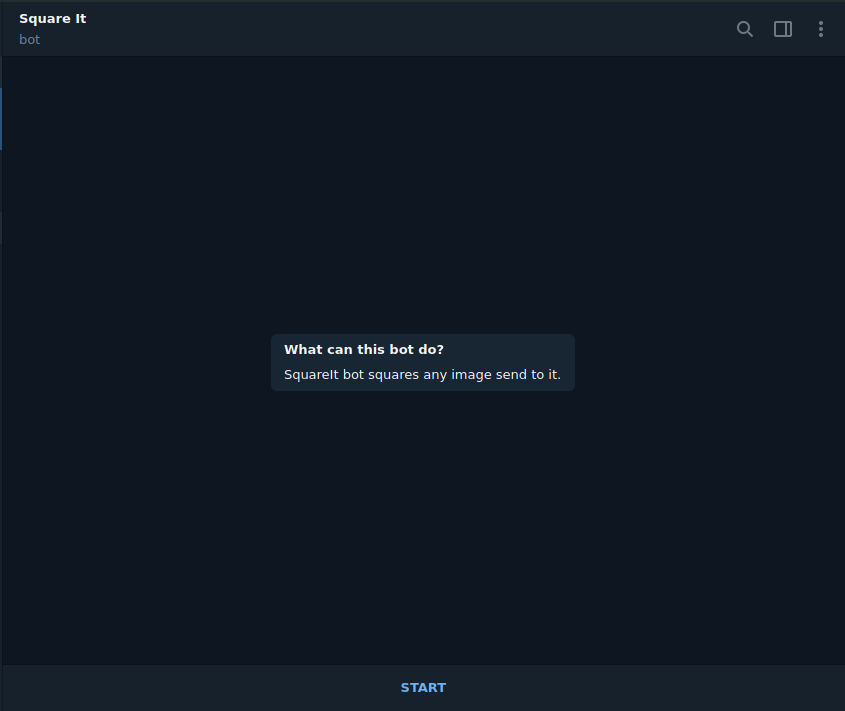 Square It
bot
What can this bot do?
SquareIt bot squares any image send to it.
START